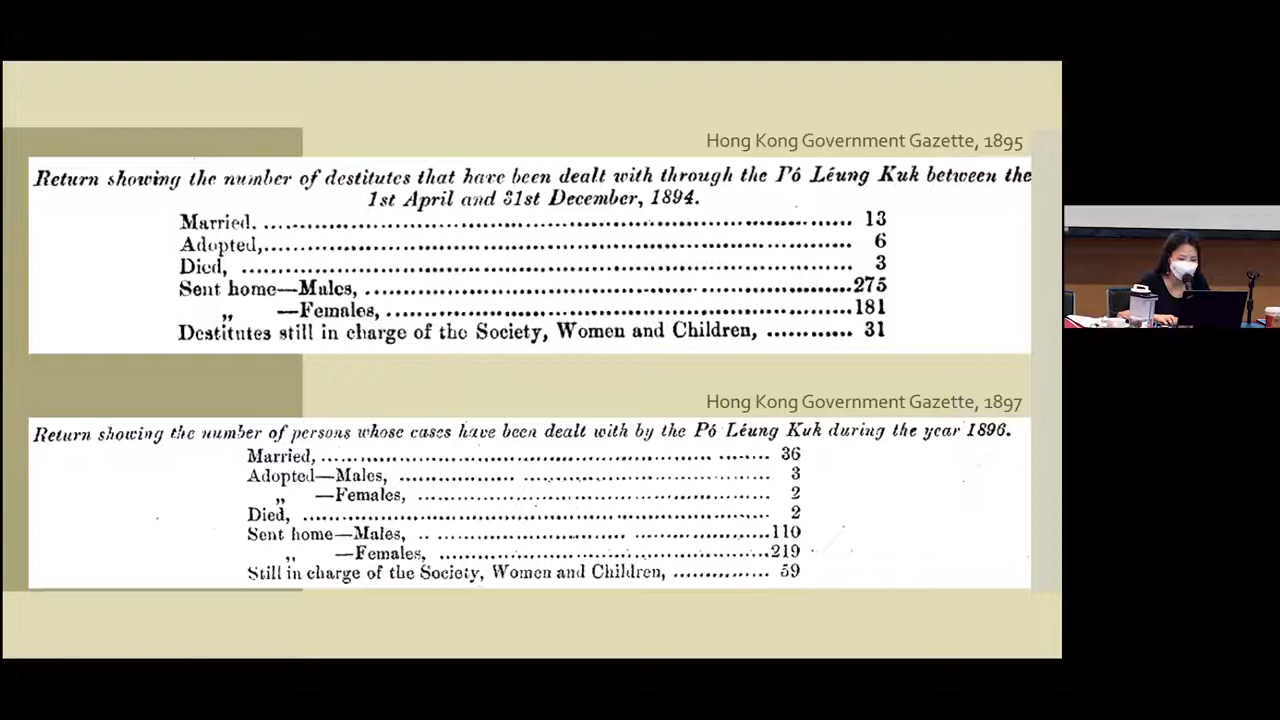 Hong Kong Government Gazette, 1895
Return showing the number of destitutes that have been dealt with through the Pó Léung Kuk between the
1st April and 31st December, 1894.
Married. ........ 13
Adopted, ........ 6
Died, ........ 3
Sent home—Males, ........ 275
„ —Females, ........ 181
Destitutes still in charge of the Society, Women and Children, ........ 31
Hong Kong Government Gazette, 1897
Return showing the number of persons whose cases have been dealt with by the Pó Léung Kuk during the year 1896.
Married, ........ 36
Adopted—Males, ........ 3
„ —Females, ........ 2
Died, ........ 2
Sent home—Males, ........ 110
„ —Females, ........ 219
Still in charge of the Society, Women and Children, ........ 59